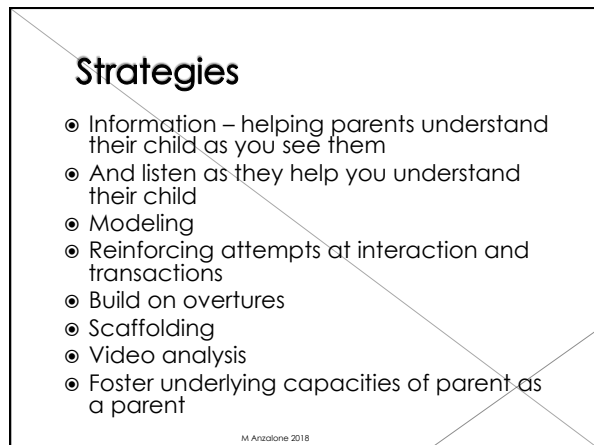 Strategies
⦿ Information – helping parents understand
their child as you see them
⦿ And listen as they help you understand
their child
⦿ Modeling
⦿ Reinforcing attempts at interaction and
transactions
⦿ Build on overtures
⦿ Scaffolding
⦿ Video analysis
⦿ Foster underlying capacities of parent as
a parent
M Anzalone 2018